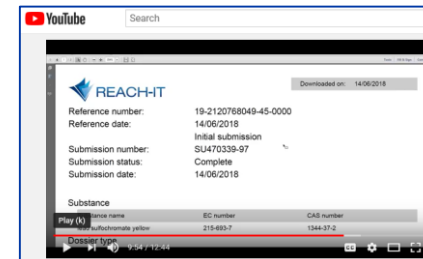 YouTube
Search
REACH-IT
Downloaded on: 14/06/2018
Reference number: 19-2120768049-45-0000
Reference date: 14/06/2018
Initial submission
Submission number: SU470339-97
Submission status: Complete
Submission date: 14/06/2018
Substance
Play (k)
name EC number CAS number
lead sulfochromate yellow 215-693-7 1344-37-2
Dossier type
9:54 / 12:44